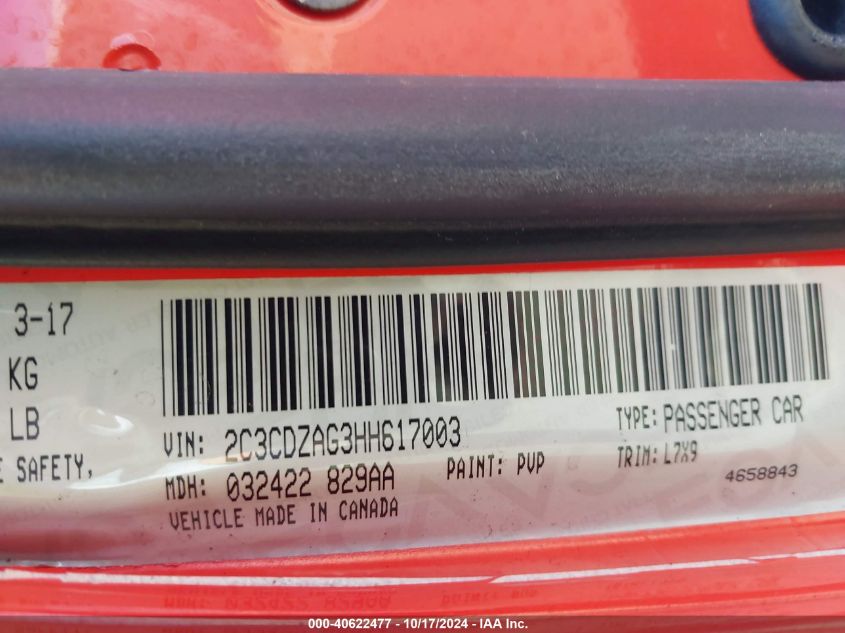 3-17
KG
LB
E SAFETY,
VIN: 2C3CDZAG3HH617003
TYPE: PASSENGER CAR
MDH: 032422 829AA
PAINT: PVP
TRIM: L7X9
4658843
VEHICLE MADE IN CANADA
000-40622477 - 10/17/2024 - IAA Inc.